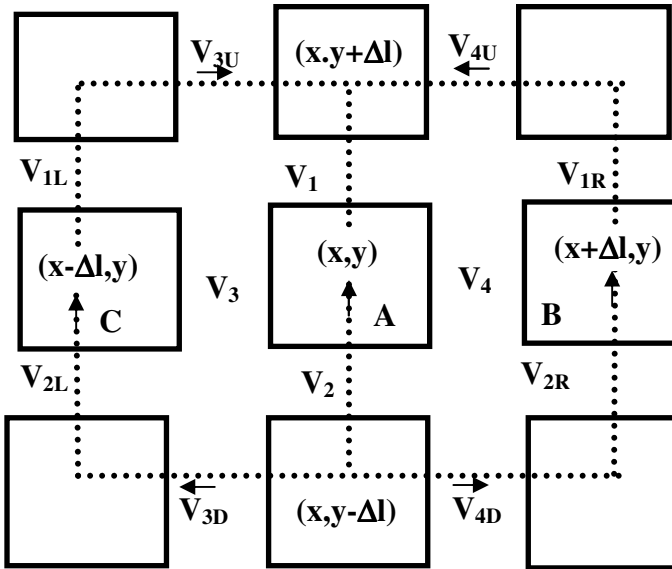 V3U
(x.y+Δl)
V4U
V1L
V1
V1R
(x-Δl,y)
V3
(x,y)
V4
(x+Δl,y)
C
A
B
V2L
V2
V2R
V3D
(x,y-Δl)
V4D